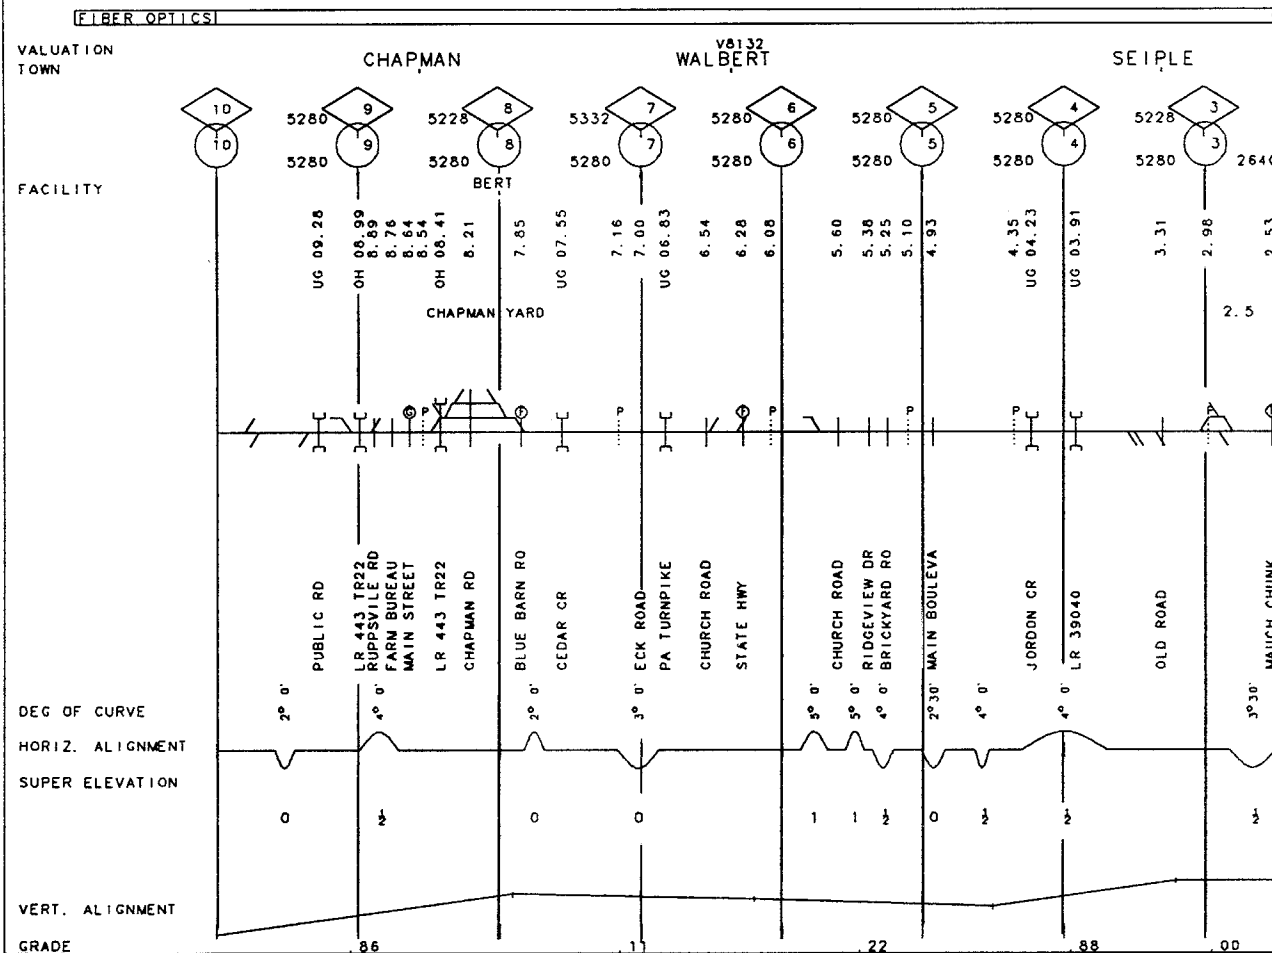 FIBER OPTICS
VALUATION
TOWN
V8132
CHAPMAN WALBERT SEIPLE
10 9 8 7 6 5 4 3
5280 5228 5332 5280 5280 5280 5228
10 9 8 7 6 5 4 3
5280 5280 5280 5280 5280 5280 5280
FACILITY
BERT
UG 09.28
OH 08.99
8.89
8.76
8.64
8.54
OH 08.41
8.21
7.85
UG 07.55
7.16
7.00
UG 06.83
6.54
6.28
6.08
5.60
5.38
5.25
5.10
4.93
4.35
UG 04.23
UG 03.91
3.31
2.98
2.53
CHAPMAN YARD
2.5
G P F P F P P P P
PUBLIC RD
LR 443 TR22
RUPPSVILE RD
FARM BUREAU
MAIN STREET
LR 443 TR22
CHAPMAN RD
BLUE BARN RO
CEDAR CR
ECK ROAD
PA TURNPIKE
CHURCH ROAD
STATE HWY
CHURCH ROAD
RIDGEVIEW DR
BRICKYARD RO
MAIN BOULEVA
JORDON CR
LR 39040
OLD ROAD
MAUCH CHUNK
DEG OF CURVE
2° 0' 4° 0' 2° 0' 3° 0' 5° 0' 5° 0' 4° 0' 2°30' 4° 0' 4° 0' 3°30'
HORIZ. ALIGNMENT
SUPER ELEVATION
0 ½ 0 0 1 1 ½ 0 ½ ½ ½
VERT. ALIGNMENT
GRADE .86 .11 .22 .88 .00